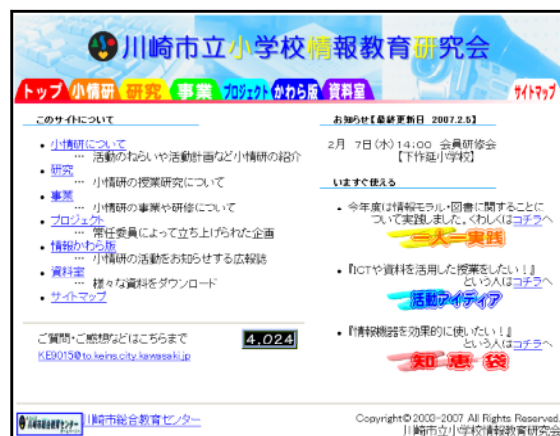 川崎市立小学校情報教育研究会
トップ 小情研 研究 事業 プロジェクト かわら版 資料室 サイトマップ
このサイトについて
・小情研について
… 活動のねらいや活動計画など小情研の紹介
・研究
… 小情研の授業研究について
・事業
… 小情研の事業や研修について
・プロジェクト
… 常任委員によって立ち上げられた企画
・情報かわら版
… 小情研の活動をお知らせする広報誌
・資料室
… 様々な資料をダウンロード
・サイトマップ
ご質問・ご感想などはこちらまで
KE90150@to.keins.city.kawasaki.jp
4,024
お知らせ【最終更新日 2007.2.5】
2月 7日(水)14:00 会員研修会
【下作延小学校】
いますぐ使える
・今年度は情報モラル・図書に関することに
ついて実践しました。くわしくはコチラへ
一人一実践
・『ICTや資料を活用した授業をしたい！』
という人はコチラへ
活動アイディア
・『情報機器を効果的に使いたい！』
という人はコチラへ
知恵袋
川崎市総合教育センター
川崎市総合教育センター
Copyright© 2000-2007 All Rights Reserved.
川崎市立小学校情報教育研究会